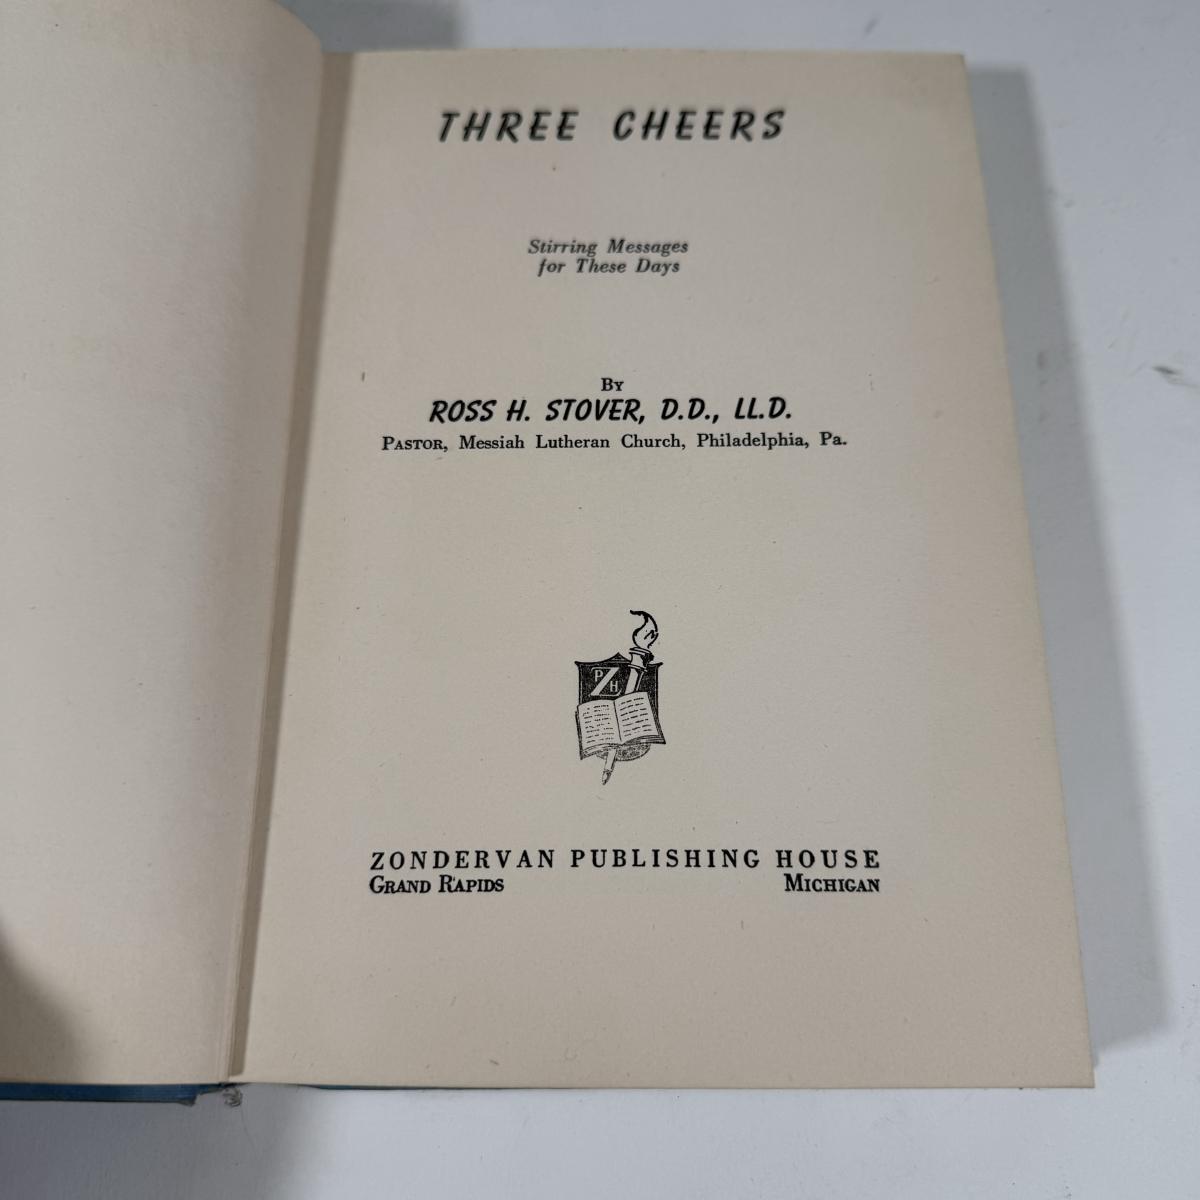 THREE CHEERS
Stirring Messages
for These Days
By
ROSS H. STOVER, D.D., LL.D.
Pastor, Messiah Lutheran Church, Philadelphia, Pa.
P
Z
H
ZONDERVAN PUBLISHING HOUSE
Grand Rapids Michigan